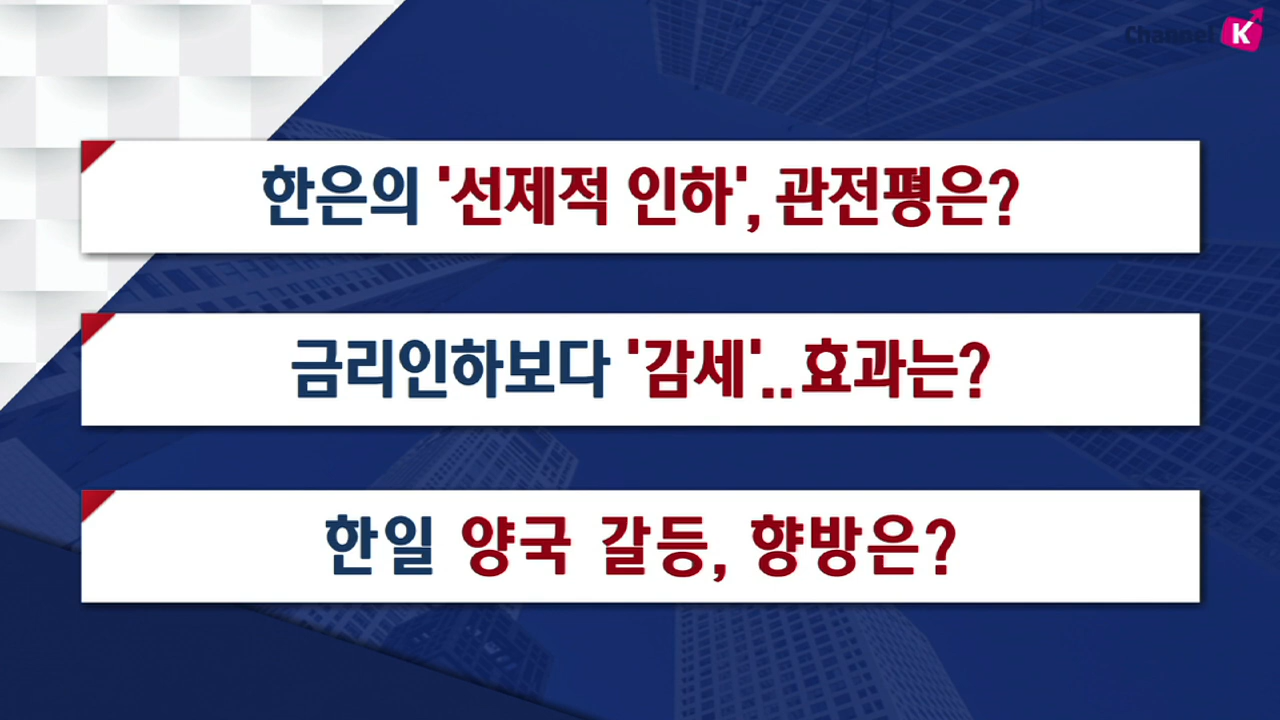 Channel K
한은의 '선제적 인하', 관전평은?
금리인하보다 '감세'..효과는?
한일 양국 갈등, 향방은?